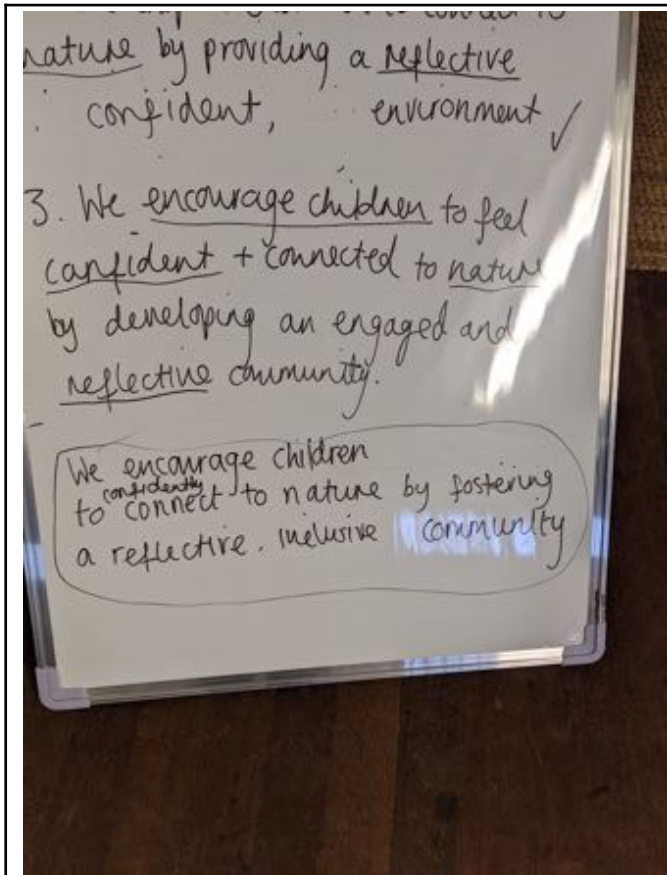 nature by providing a reflective
confident, environment ✓
3. We encourage children to feel
confident + connected to nature
by developing an engaged and
reflective community.
We encourage children
to confidently connect to nature by fostering
a reflective. inclusive community